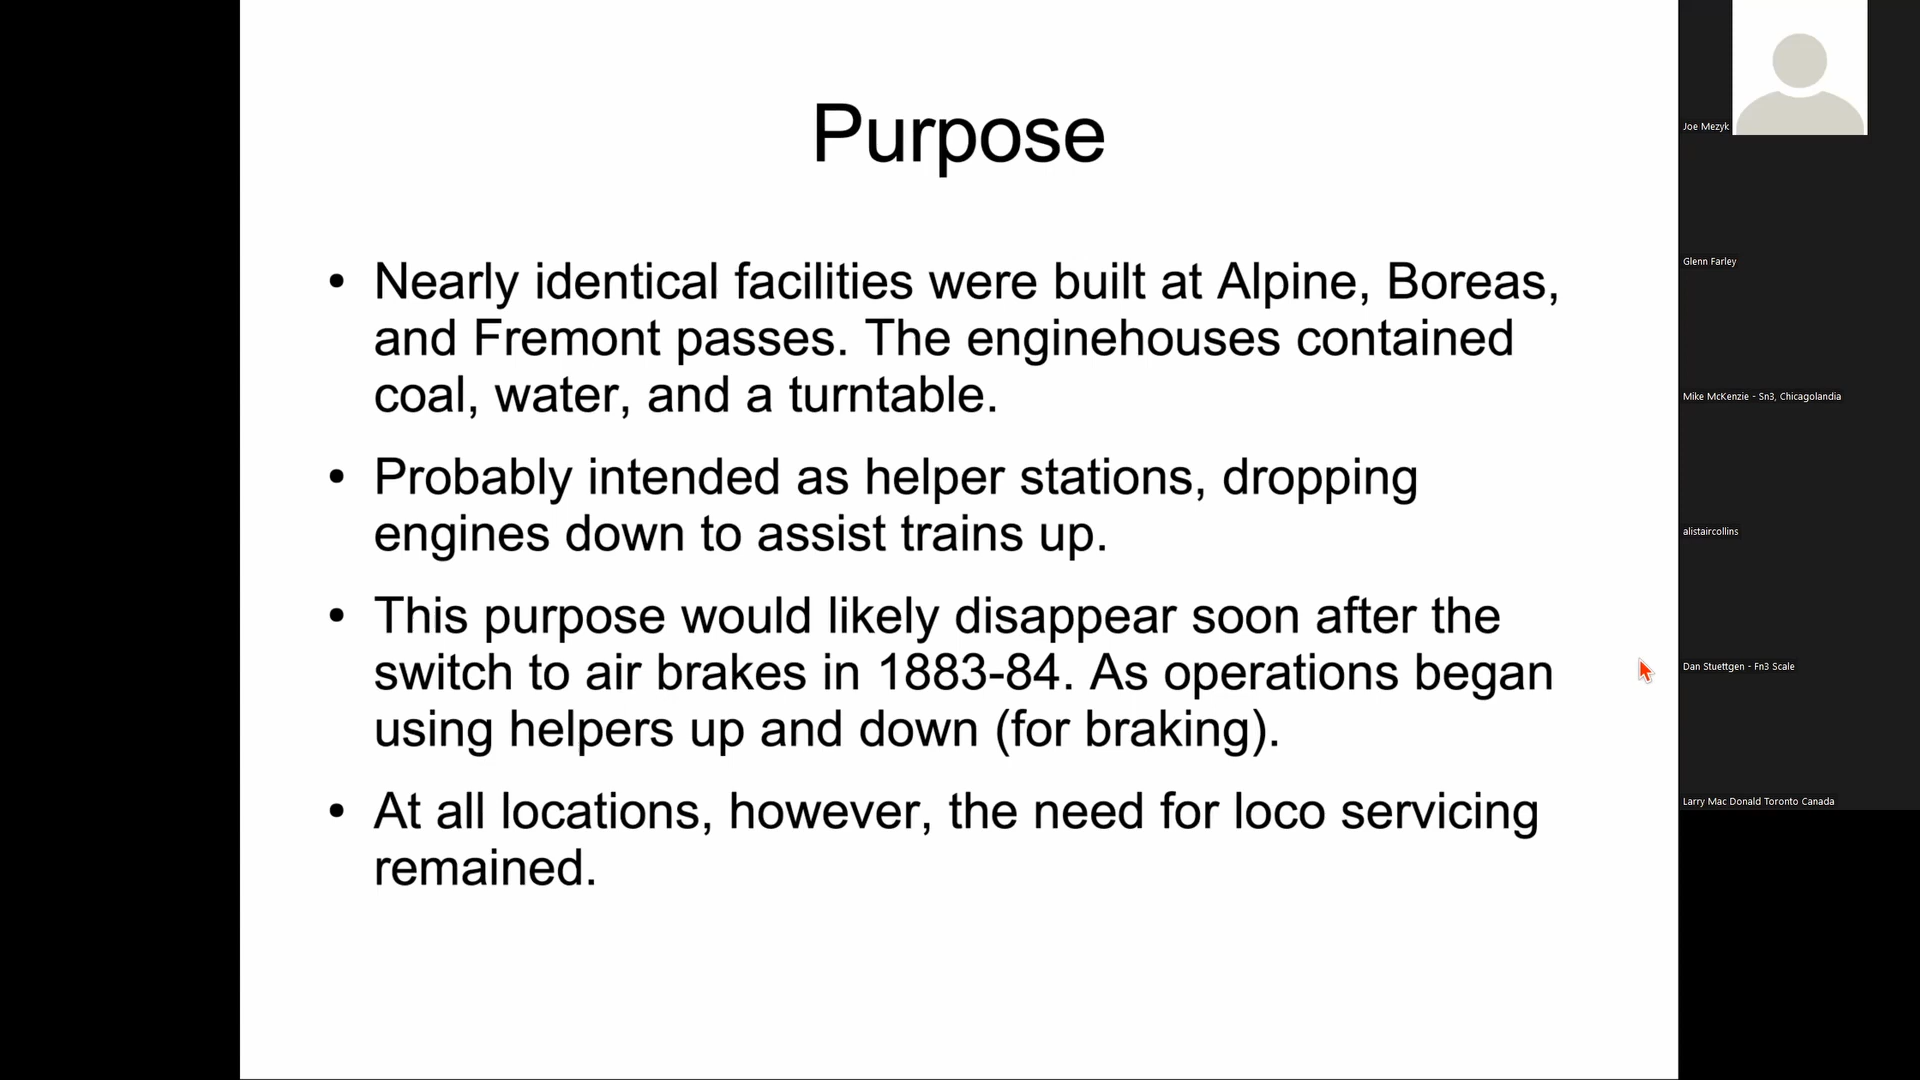 Purpose
• Nearly identical facilities were built at Alpine, Boreas,
and Fremont passes. The enginehouses contained
coal, water, and a turntable.
• Probably intended as helper stations, dropping
engines down to assist trains up.
• This purpose would likely disappear soon after the
switch to air brakes in 1883-84. As operations began
using helpers up and down (for braking).
• At all locations, however, the need for loco servicing
remained.
Joe Mezyk
Glenn Farley
Mike McKenzie - Sn3, Chicagolandia
alistaircollins
Dan Stuettgen - Fn3 Scale
Larry Mac Donald Toronto Canada